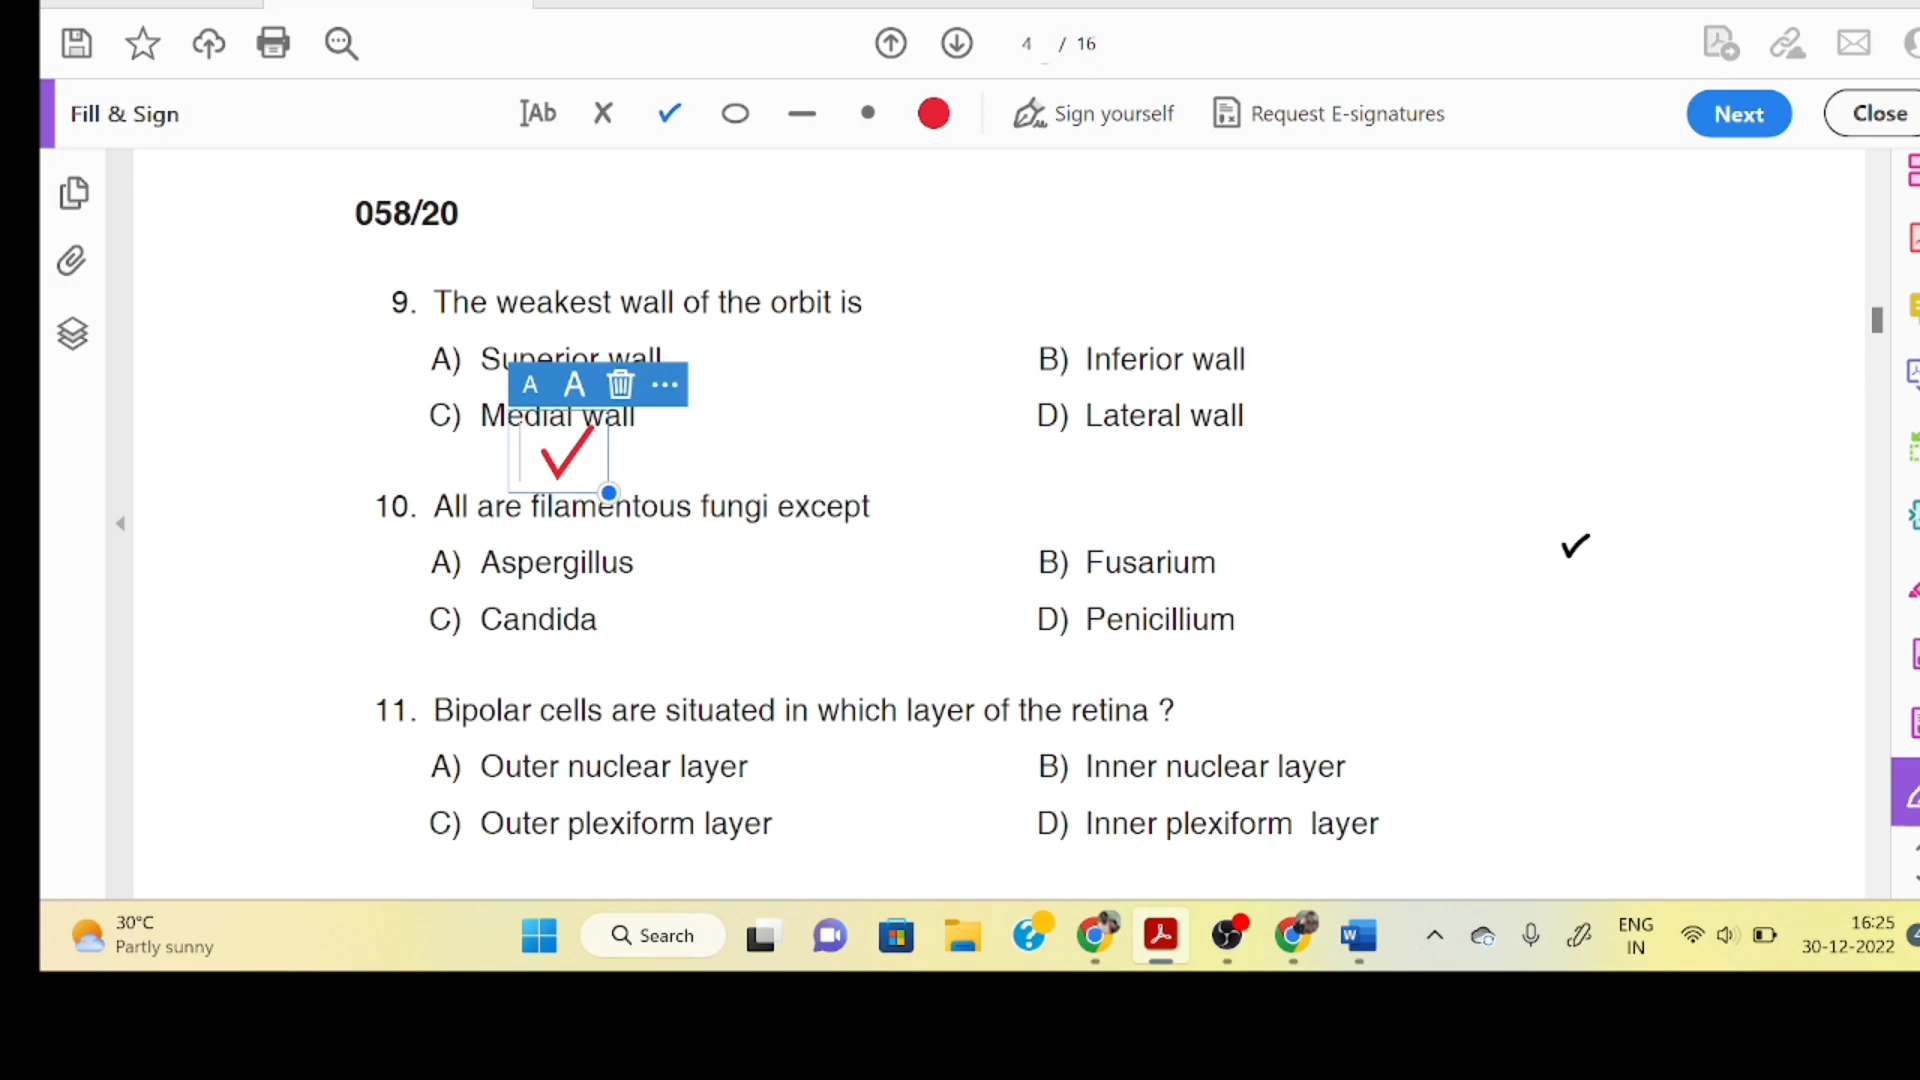 4 / 16
Fill & Sign
Ab
Sign yourself
Request E-signatures
Next
Close
058/20
9. The weakest wall of the orbit is
A) Superior wall
B) Inferior wall
A A
C) Medial wall
D) Lateral wall
10. All are filamentous fungi except
A) Aspergillus
B) Fusarium
C) Candida
D) Penicillium
11. Bipolar cells are situated in which layer of the retina ?
A) Outer nuclear layer
B) Inner nuclear layer
C) Outer plexiform layer
D) Inner plexiform layer
30°C
Partly sunny
Search
W
ENG
IN
16:25
30-12-2022